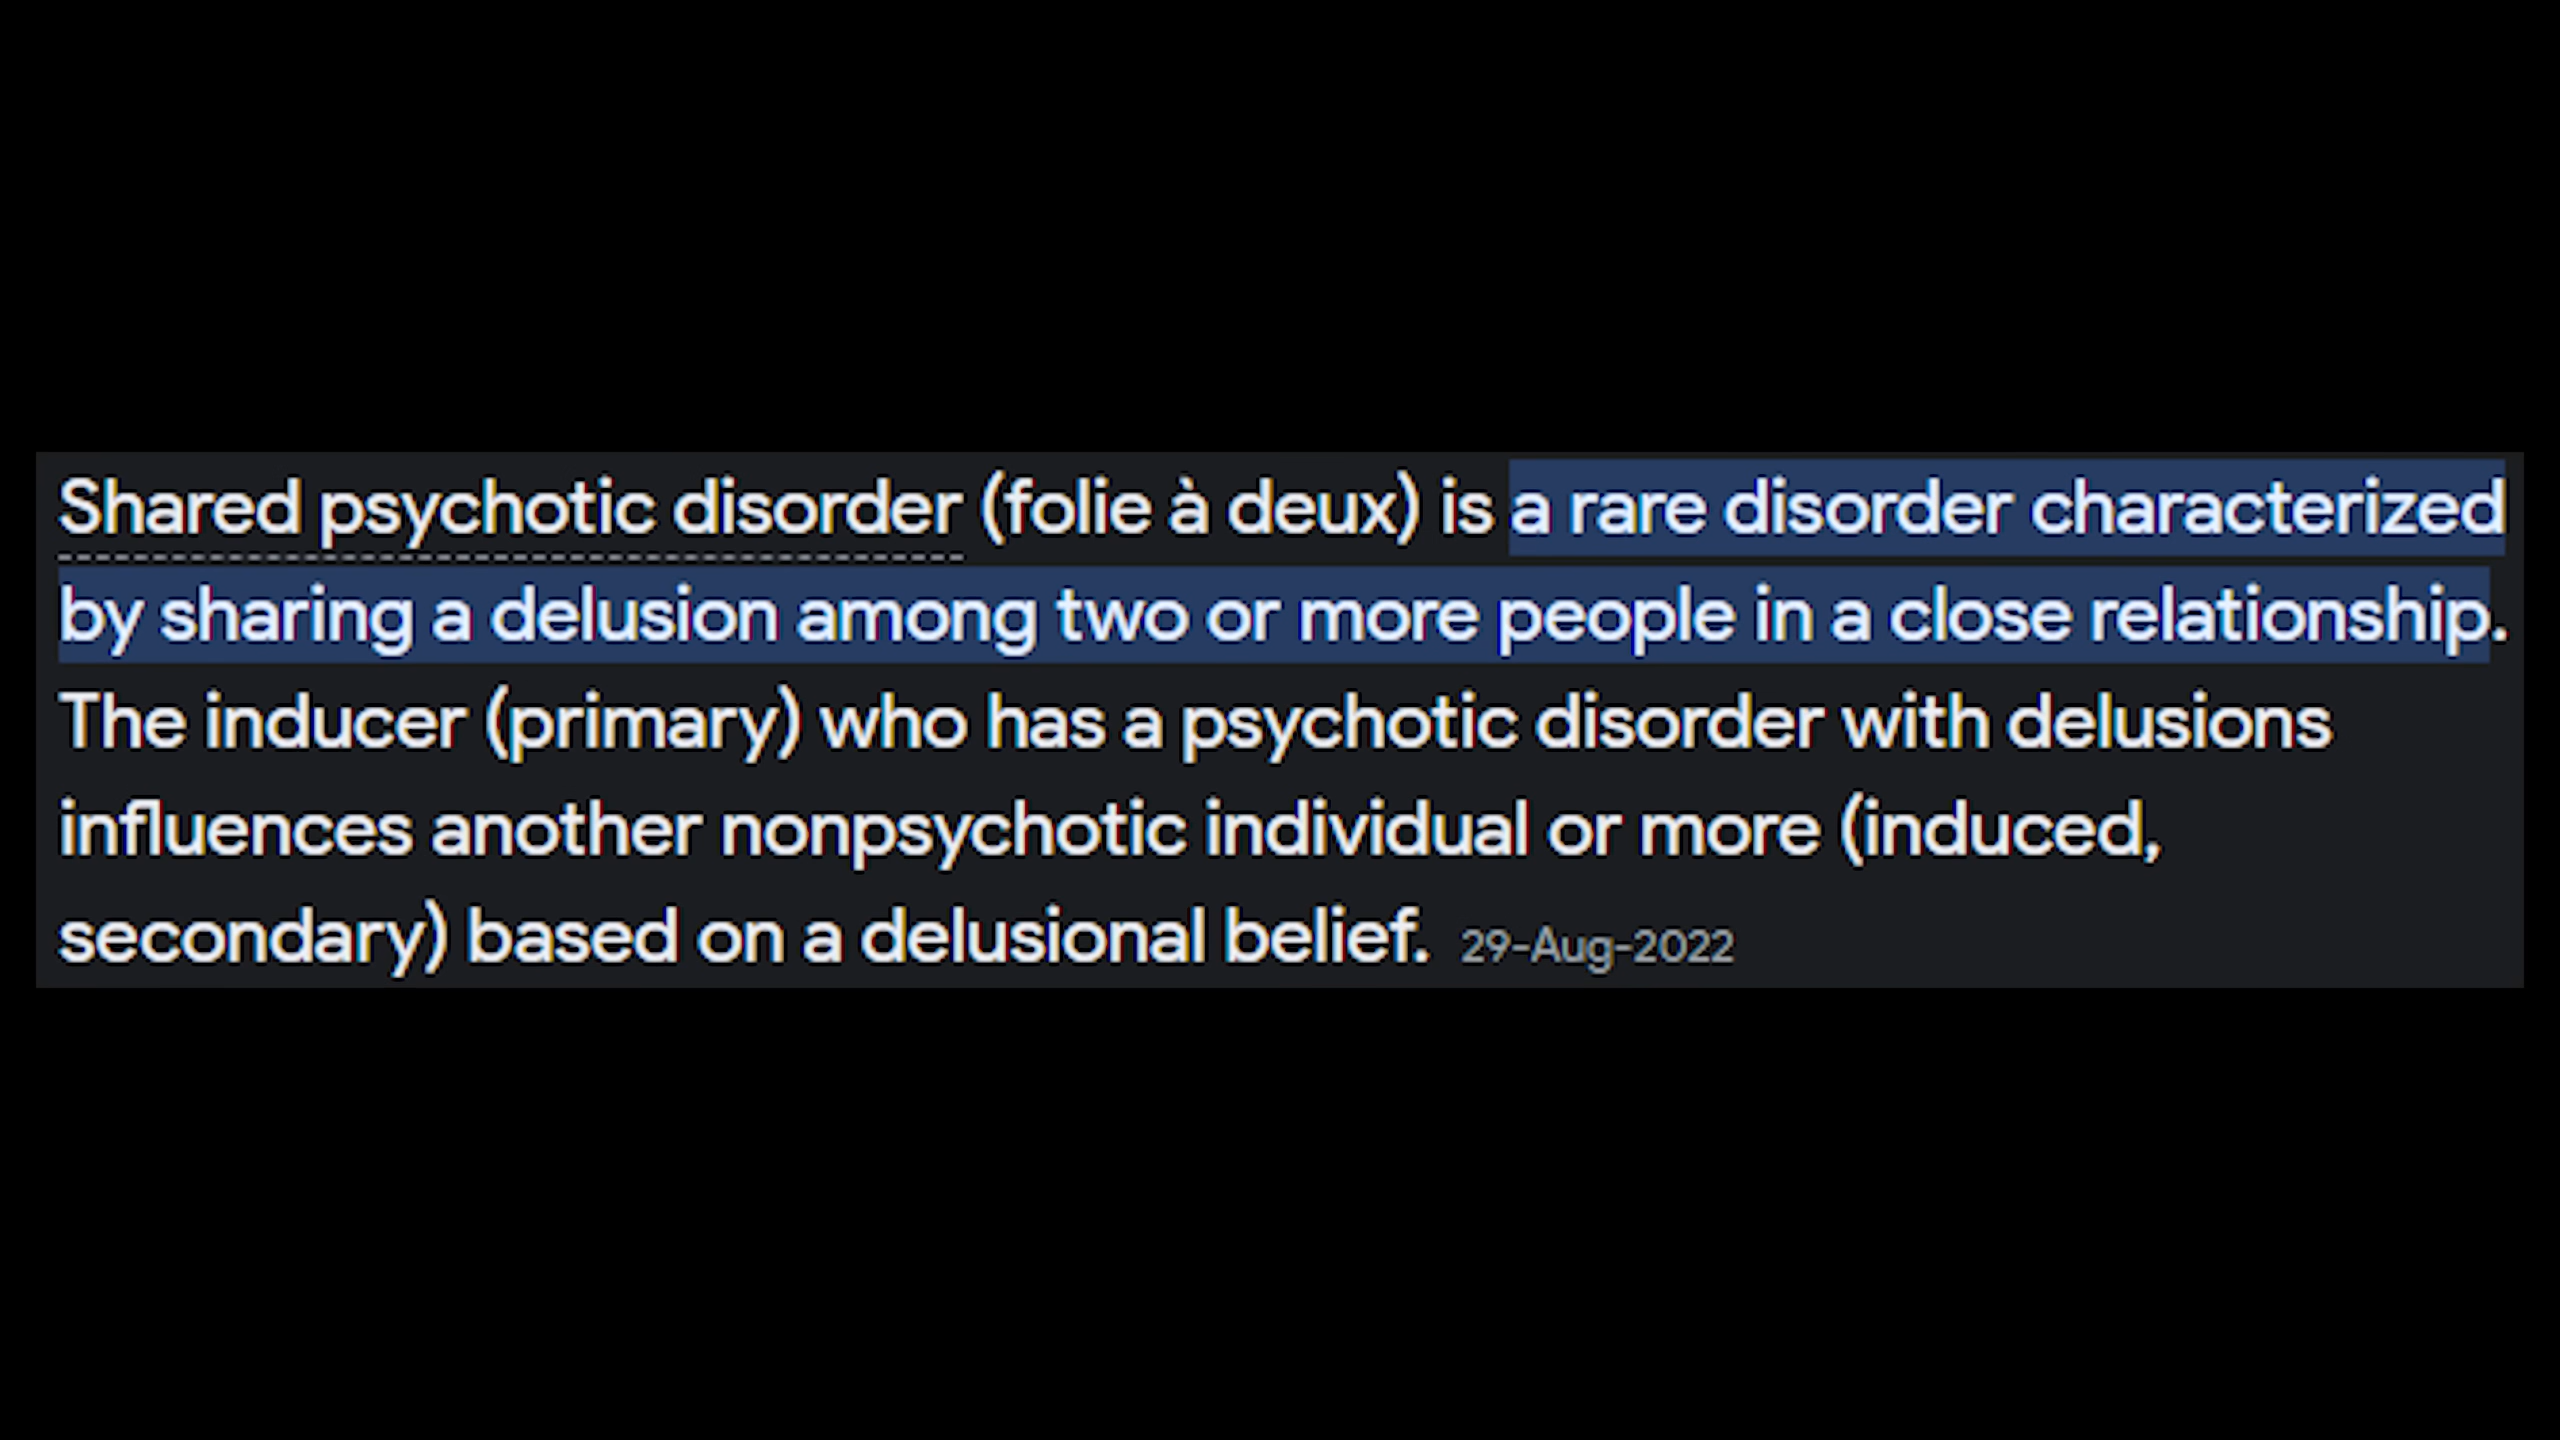 Shared psychotic disorder (folie à deux) is a rare disorder characterized
by sharing a delusion among two or more people in a close relationship.
The inducer (primary) who has a psychotic disorder with delusions
influences another nonpsychotic individual or more (induced,
secondary) based on a delusional belief. 29-Aug-2022